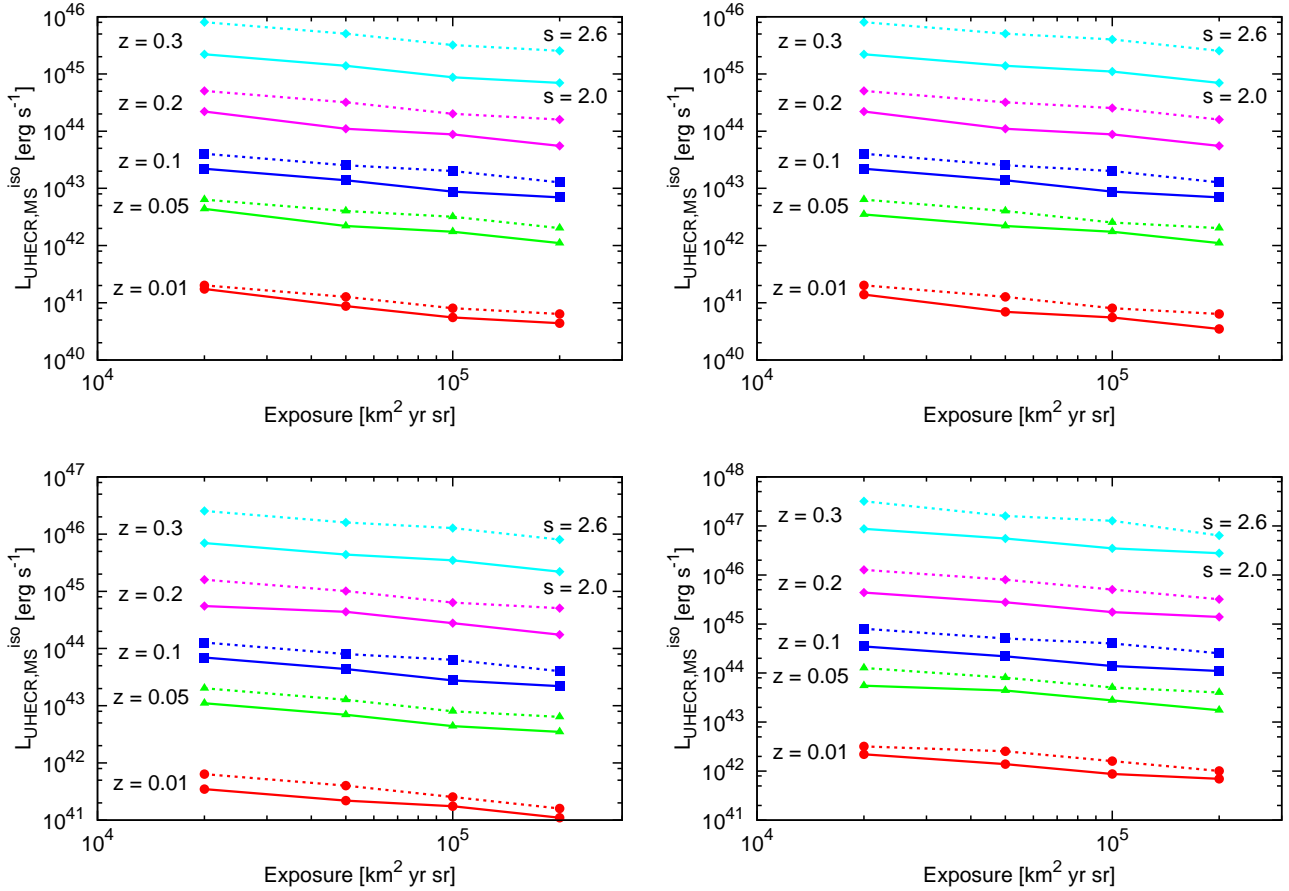 10^46
10^45
10^44
10^43
10^42
10^41
10^40
10^4
10^5
L_UHECR,MS^iso [erg s^-1]
Exposure [km^2 yr sr]
z = 0.3
z = 0.2
z = 0.1
z = 0.05
z = 0.01
s = 2.6
s = 2.0
10^46
10^45
10^44
10^43
10^42
10^41
10^40
10^4
10^5
L_UHECR,MS^iso [erg s^-1]
Exposure [km^2 yr sr]
z = 0.3
z = 0.2
z = 0.1
z = 0.05
z = 0.01
s = 2.6
s = 2.0
10^47
10^46
10^45
10^44
10^43
10^42
10^41
10^4
10^5
L_UHECR,MS^iso [erg s^-1]
Exposure [km^2 yr sr]
z = 0.3
z = 0.2
z = 0.1
z = 0.05
z = 0.01
s = 2.6
s = 2.0
10^48
10^47
10^46
10^45
10^44
10^43
10^42
10^41
10^4
10^5
L_UHECR,MS^iso [erg s^-1]
Exposure [km^2 yr sr]
z = 0.3
z = 0.2
z = 0.1
z = 0.05
z = 0.01
s = 2.6
s = 2.0